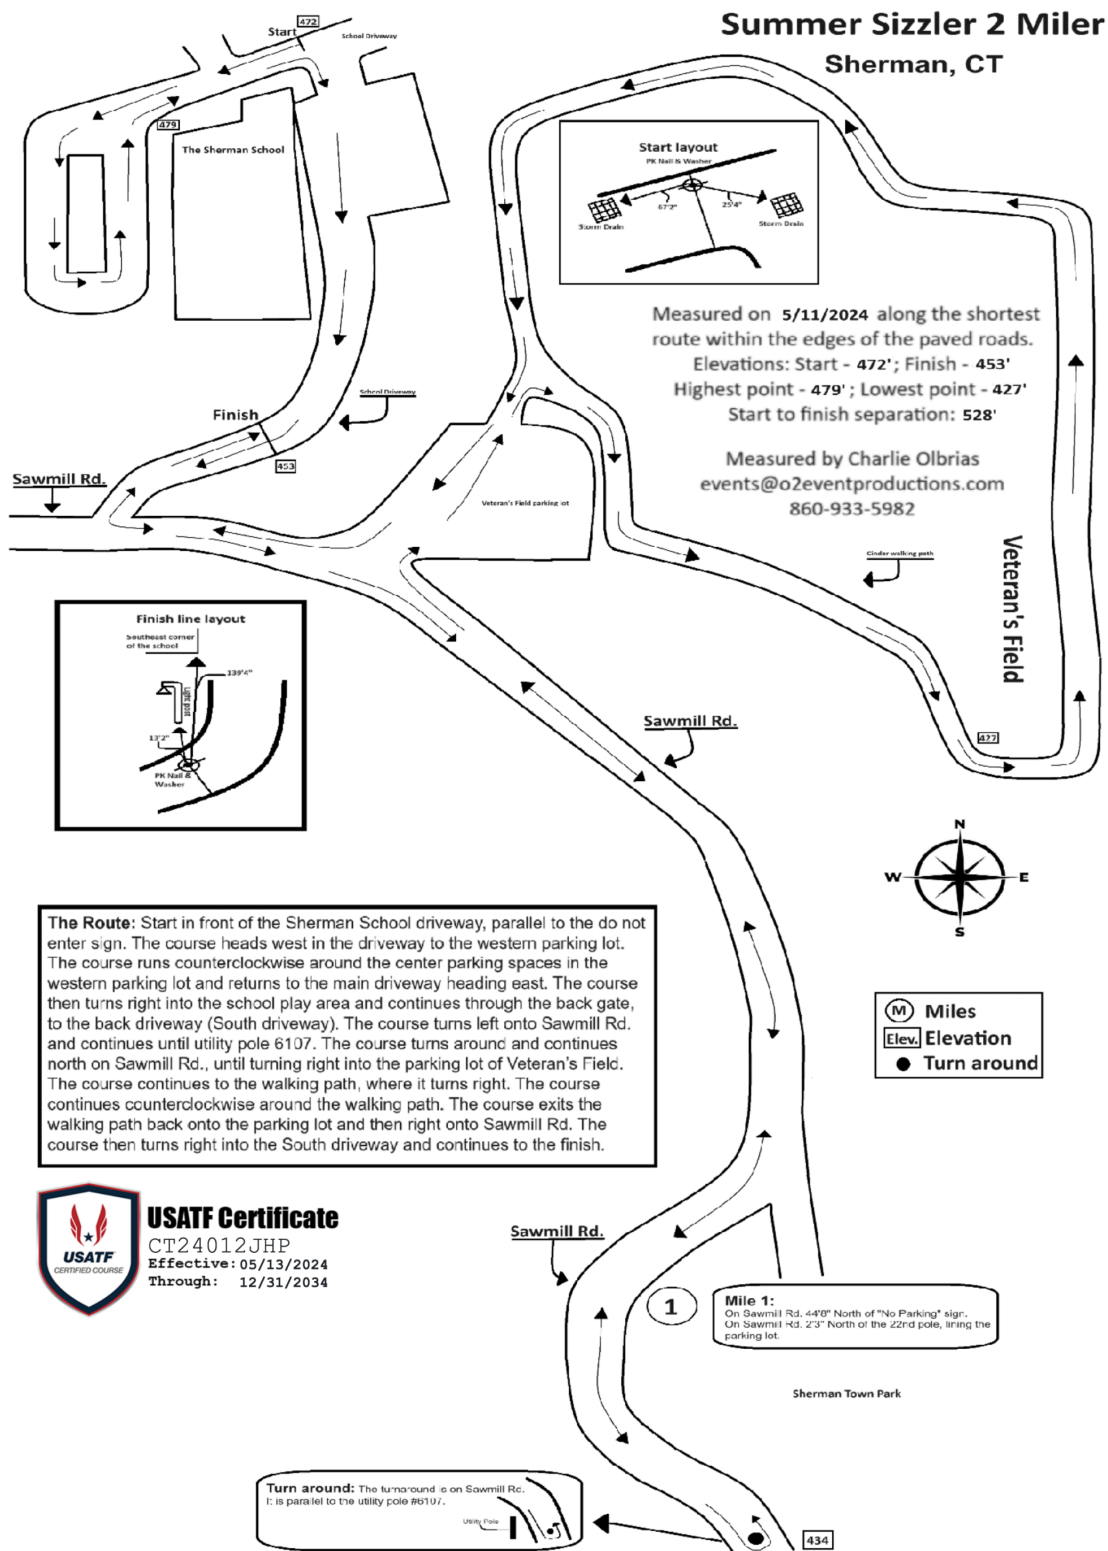 Summer Sizzler 2 Miler
Sherman, CT
472
Start
School Driveway
479
The Sherman School
Start layout
PK Nail & Washer
67'2"
25'4"
Storm Drain
Storm Drain
Measured on 5/11/2024 along the shortest
route within the edges of the paved roads.
Elevations: Start - 472' ; Finish - 453'
Highest point - 479' ; Lowest point - 427'
Start to finish separation: 528'
Measured by Charlie Olbrias
events@o2eventproductions.com
860-933-5982
School Driveway
Finish
453
Sawmill Rd.
Veteran's Field parking lot
Cinder walking path
Veteran's Field
427
Finish line layout
Southeast corner
of the school
139'4"
Light post
13'2"
PK Nail &
Washer
Sawmill Rd.
N
W
E
S
The Route: Start in front of the Sherman School driveway, parallel to the do not
enter sign. The course heads west in the driveway to the western parking lot.
The course runs counterclockwise around the center parking spaces in the
western parking lot and returns to the main driveway heading east. The course
then turns right into the school play area and continues through the back gate,
to the back driveway (South driveway). The course turns left onto Sawmill Rd.
and continues until utility pole 6107. The course turns around and continues
north on Sawmill Rd., until turning right into the parking lot of Veteran's Field.
The course continues to the walking path, where it turns right. The course
continues counterclockwise around the walking path. The course exits the
walking path back onto the parking lot and then right onto Sawmill Rd. The
course then turns right into the South driveway and continues to the finish.
M Miles
Elev. Elevation
Turn around
USATF
CERTIFIED COURSE
USATF Certificate
CT24012JHP
Effective: 05/13/2024
Through: 12/31/2034
Sawmill Rd.
1
Mile 1:
On Sawmill Rd. 44'8" North of "No Parking" sign.
On Sawmill Rd. 2'3" North of the 22nd pole, lining the
parking lot.
Sherman Town Park
Turn around: The turnaround is on Sawmill Rd.
It is parallel to the utility pole #6107.
Utility Pole
434